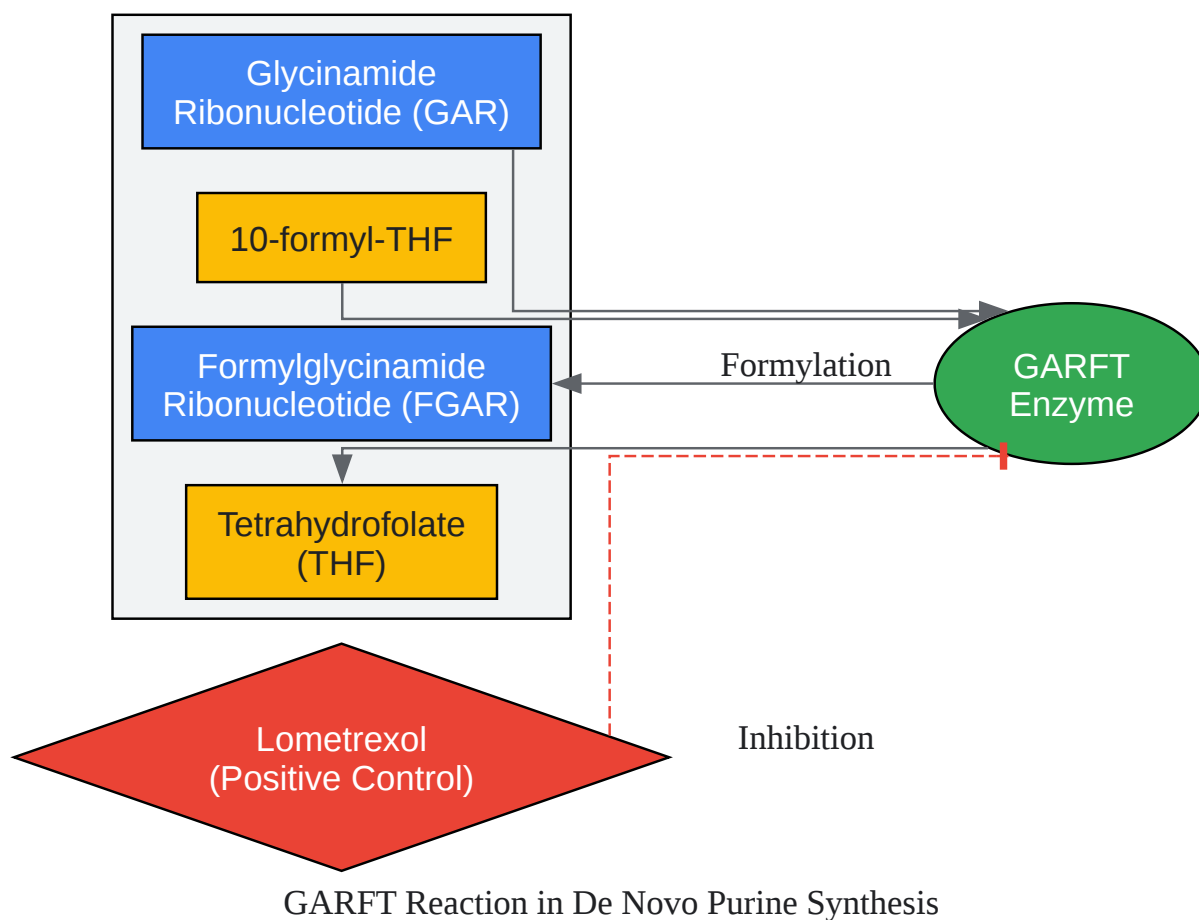 Glycinamide
Ribonucleotide (GAR)
10-formyl-THF
Formylglycinamide
Ribonucleotide (FGAR)
Formylation
GARFT
Enzyme
Tetrahydrofolate
(THF)
Lometrexol
(Positive Control)
Inhibition
GARFT Reaction in De Novo Purine Synthesis